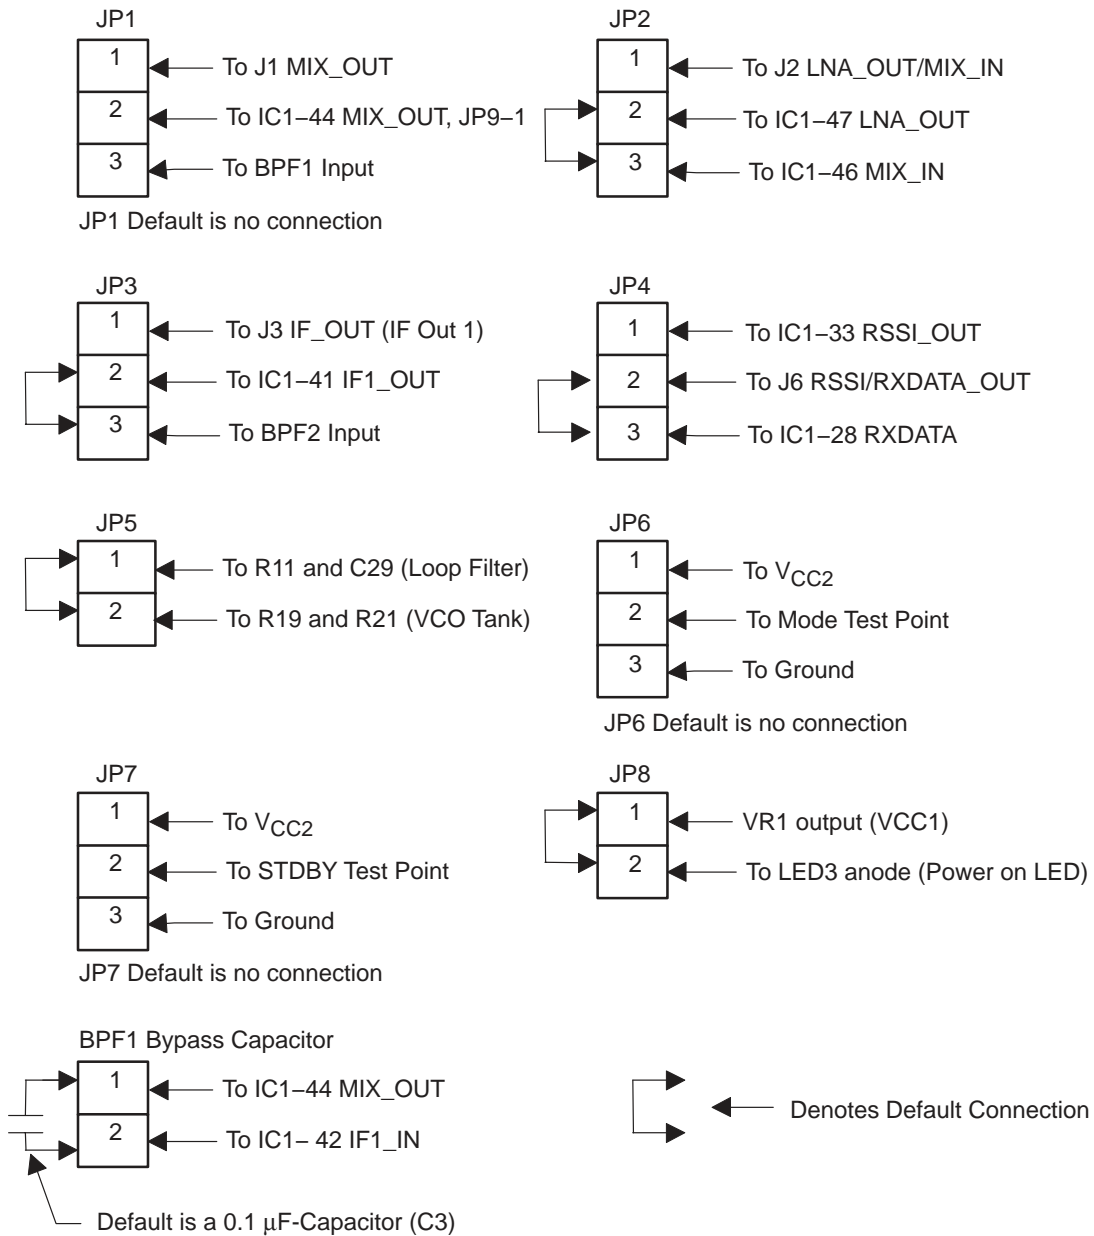 JP1
1
To J1 MIX_OUT
2
To IC1–44 MIX_OUT, JP9–1
3
To BPF1 Input
JP1 Default is no connection
JP2
1
To J2 LNA_OUT/MIX_IN
2
To IC1–47 LNA_OUT
3
To IC1–46 MIX_IN
JP3
1
To J3 IF_OUT (IF Out 1)
2
To IC1–41 IF1_OUT
3
To BPF2 Input
JP4
1
To IC1–33 RSSI_OUT
2
To J6 RSSI/RXDATA_OUT
3
To IC1–28 RXDATA
JP5
1
To R11 and C29 (Loop Filter)
2
To R19 and R21 (VCO Tank)
JP6
1
To VCC2
2
To Mode Test Point
3
To Ground
JP6 Default is no connection
JP7
1
To VCC2
2
To STDBY Test Point
3
To Ground
JP7 Default is no connection
JP8
1
VR1 output (VCC1)
2
To LED3 anode (Power on LED)
BPF1 Bypass Capacitor
1
To IC1–44 MIX_OUT
2
To IC1– 42 IF1_IN
Default is a 0.1 μF-Capacitor (C3)
Denotes Default Connection